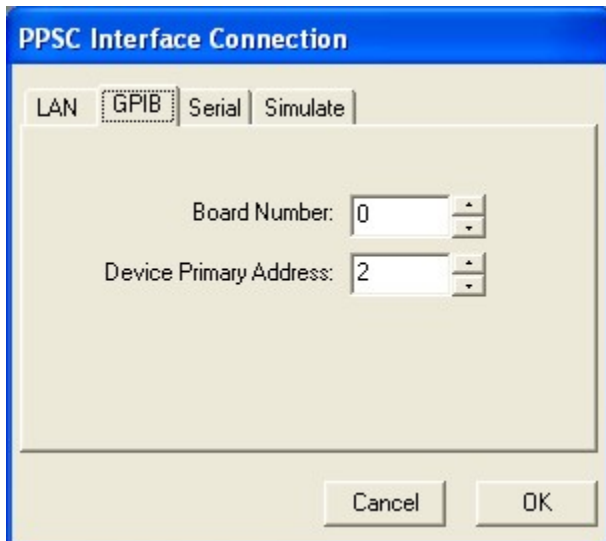 PPSC Interface Connection
LAN GPIB Serial Simulate
Board Number: 0
Device Primary Address: 2
Cancel OK